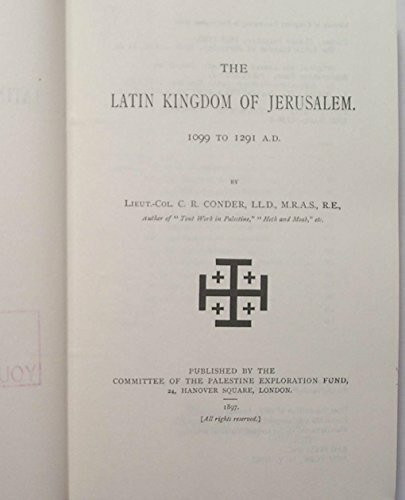 THE
LATIN KINGDOM OF JERUSALEM.
1099 TO 1291 A.D.
BY
LIEUT.-COL. C. R. CONDER, LL.D., M.R.A.S., R.E.,
Author of "Tent Work in Palestine," "Heth and Moab," etc.
PUBLISHED BY THE
COMMITTEE OF THE PALESTINE EXPLORATION FUND,
24, HANOVER SQUARE, LONDON.
1897.
[All rights reserved.]
YOU